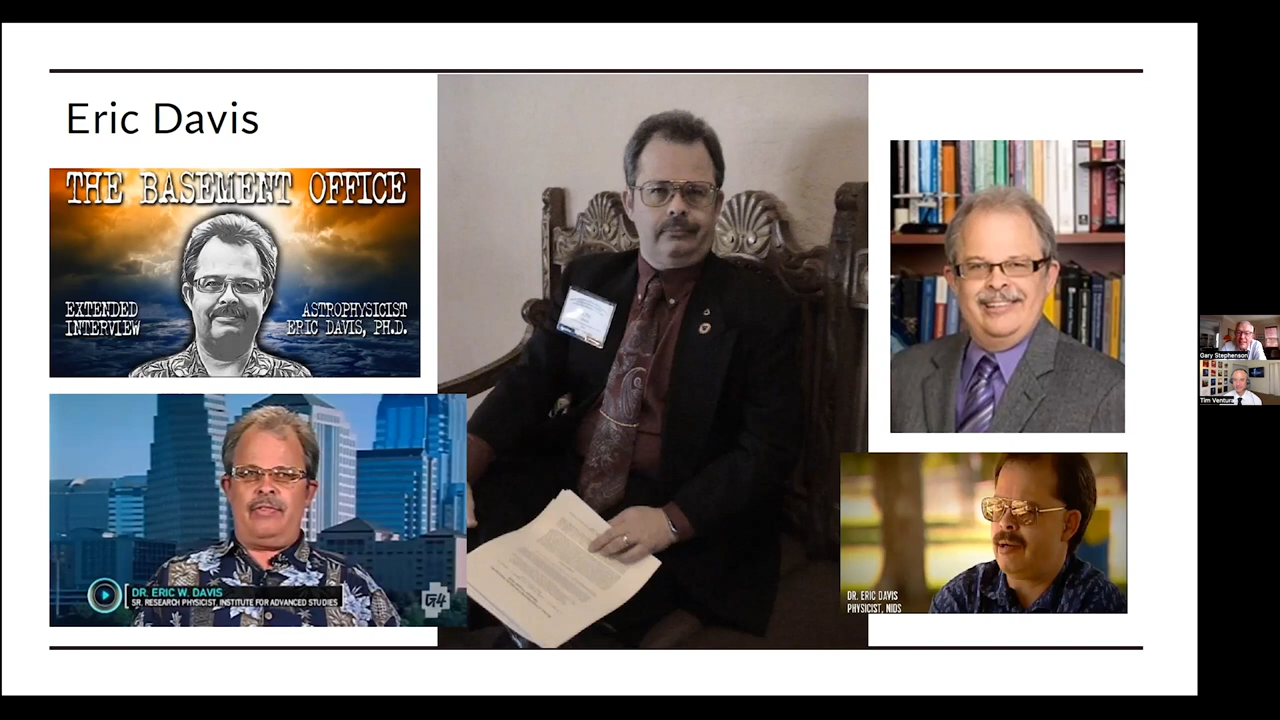 Eric Davis
THE BASEMENT OFFICE
EXTENDED
INTERVIEW
ASTROPHYSICIST
ERIC DAVIS, PH.D.
DR. ERIC W. DAVIS
SR. RESEARCH PHYSICIST, INSTITUTE FOR ADVANCED STUDIES
G4
DR. ERIC DAVIS
PHYSICIST, NIDS
Gary Stephenson
Tim Ventura